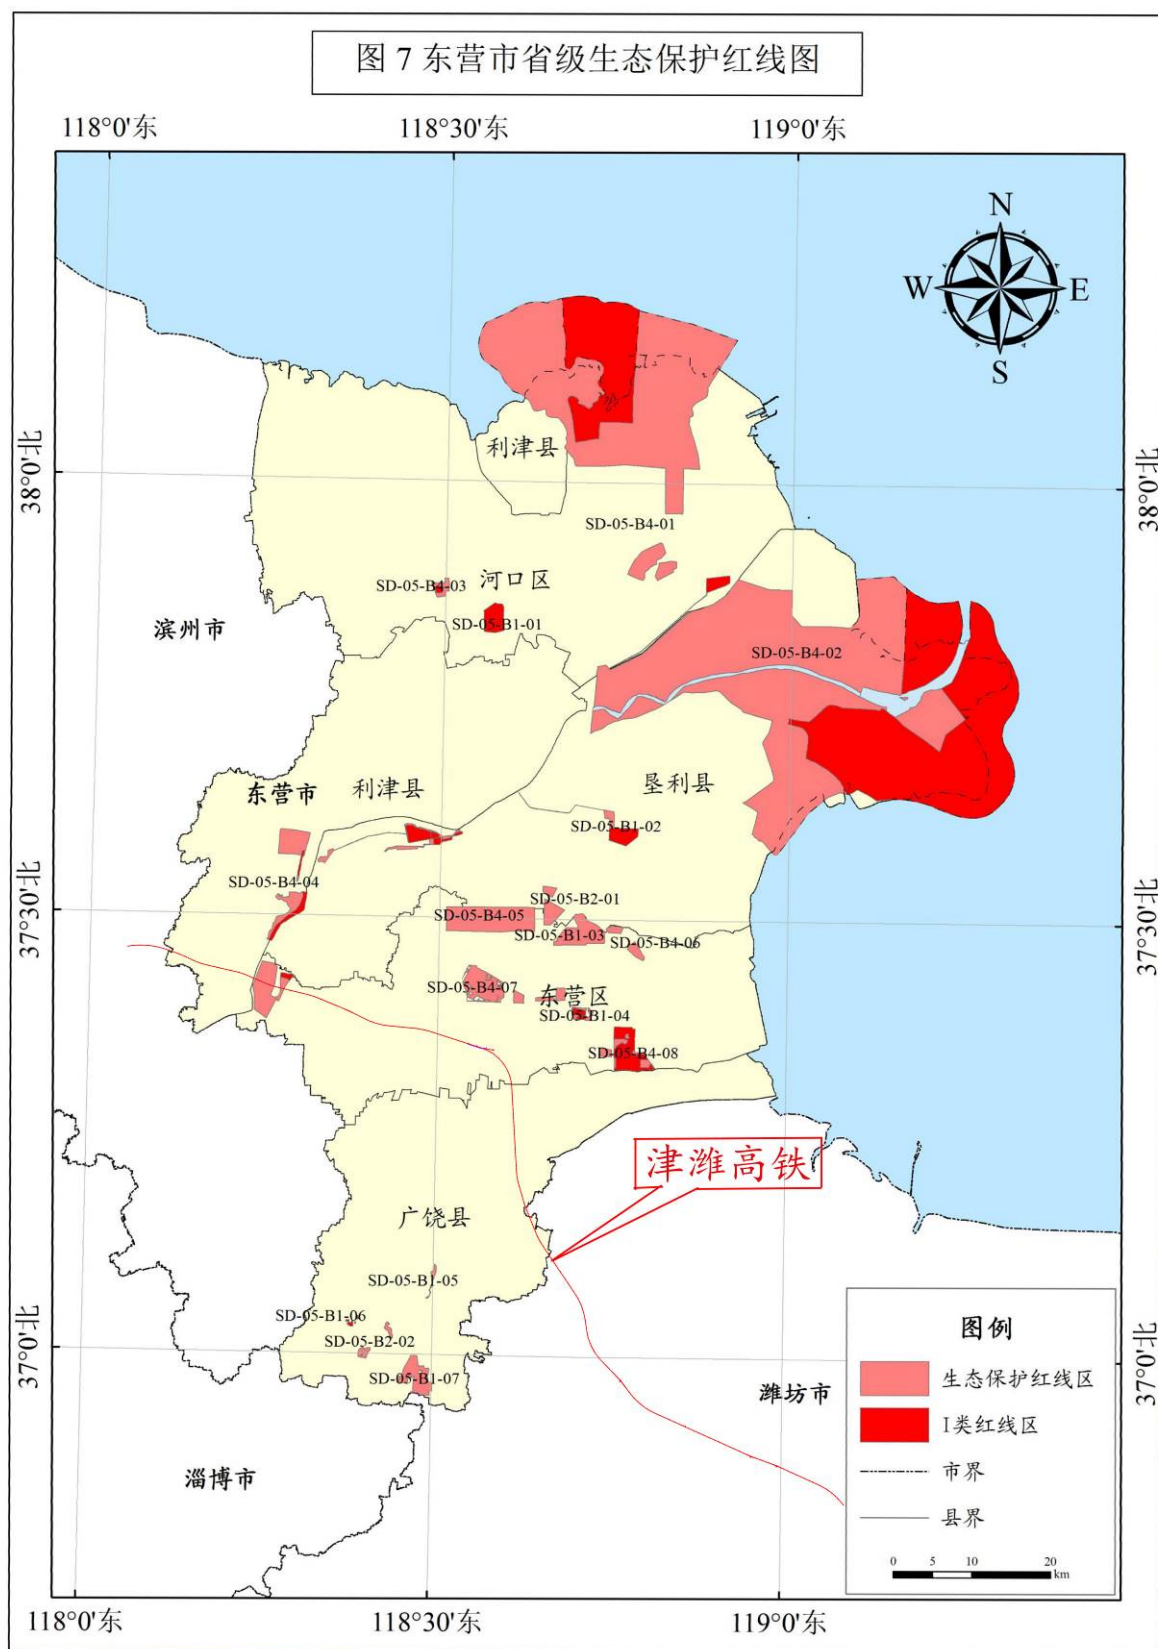 图 7 东营市省级生态保护红线图
118°0'东
118°30'东
119°0'东
N
W
E
S
38°0'北
38°0'北
利津县
SD-05-B4-01
SD-05-B4-03
河口区
SD-05-B1-01
滨州市
SD-05-B4-02
东营市
利津县
垦利县
SD-05-B1-02
SD-05-B4-04
SD-05-B2-01
SD-05-B4-05
SD-05-B1-03
SD-05-B4-06
37°30'北
37°30'北
SD-05-B4-07
东营区
SD-05-B1-04
SD-05-B4-08
津潍高铁
广饶县
SD-05-B1-05
SD-05-B1-06
SD-05-B2-02
SD-05-B1-07
37°0'北
37°0'北
潍坊市
淄博市
图例
生态保护红线区
I类红线区
市界
县界
0 5 10 20
km
118°0'东
118°30'东
119°0'东